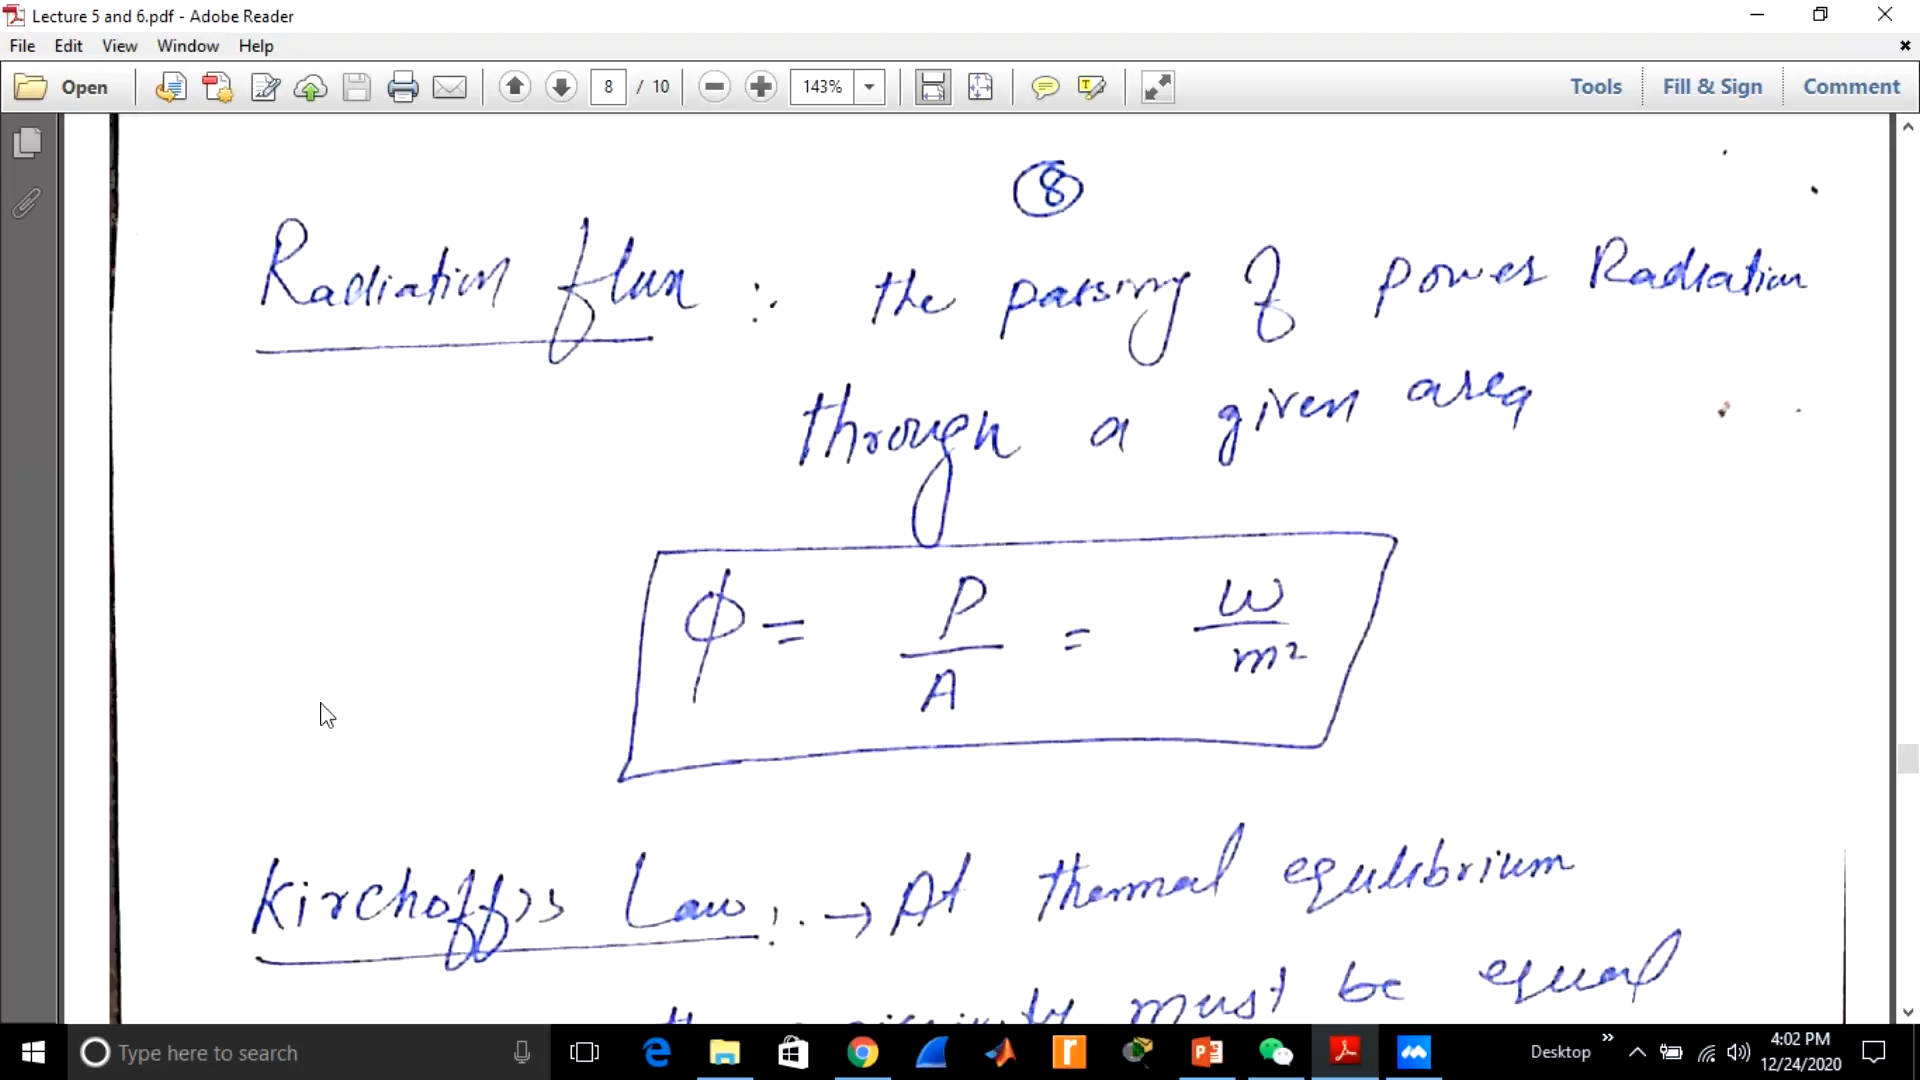 Lecture 5 and 6.pdf - Adobe Reader
File Edit View Window Help
Open 8 / 10 143% Tools Fill & Sign Comment
8
Radiation flux : the passing of power Radiation
through a given area
ϕ = P/A = W/m²
Kirchoff's Law : → At thermal equilibrium
must be equal
Type here to search
Desktop
4:02 PM
12/24/2020